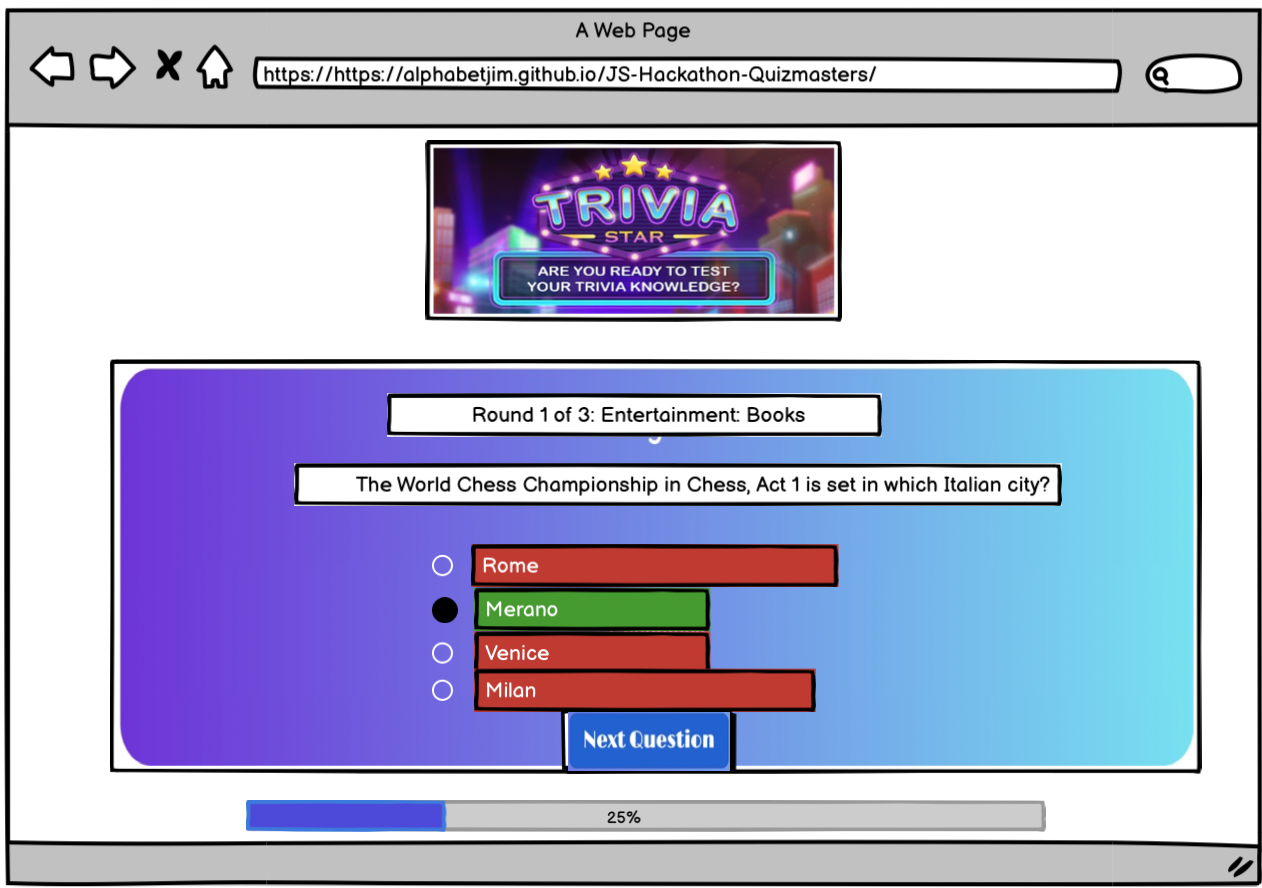 A Web Page
https://https://alphabetjim.github.io/JS-Hackathon-Quizmasters/
TRIVIA
STAR
ARE YOU READY TO TEST
YOUR TRIVIA KNOWLEDGE?
Round 1 of 3: Entertainment: Books
The World Chess Championship in Chess, Act 1 is set in which Italian city?
Rome
Merano
Venice
Milan
Next Question
25%